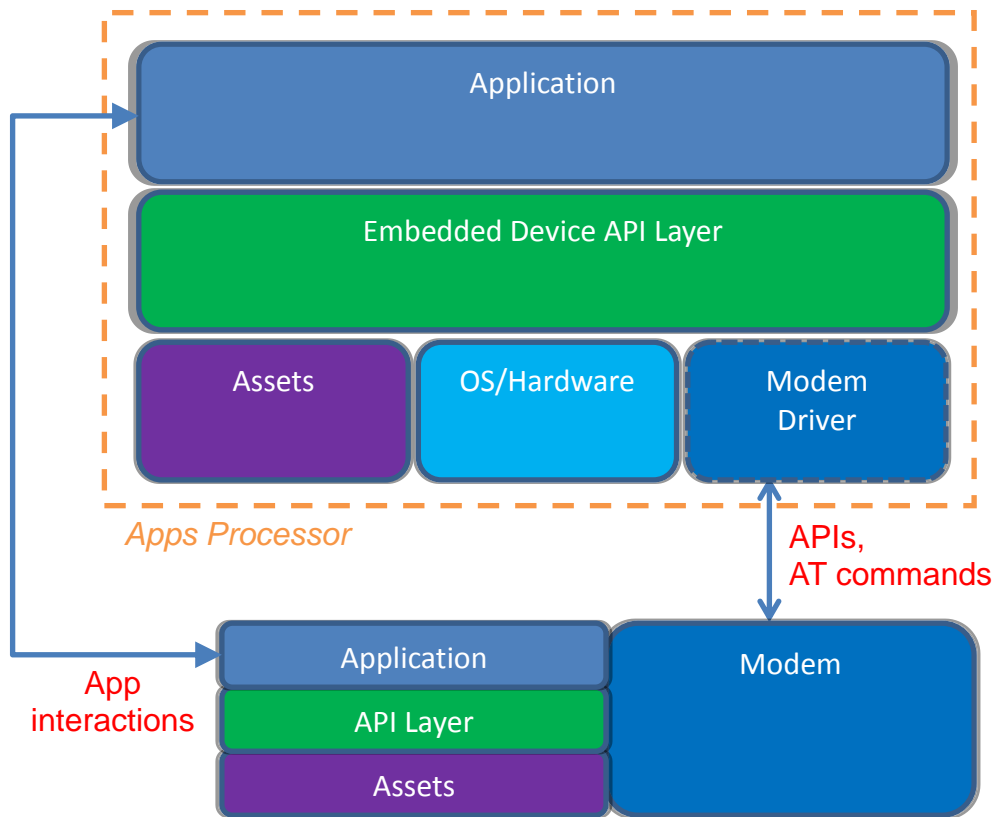 Application
Embedded Device API Layer
Assets
OS/Hardware
Modem
Driver
Apps Processor
APIs,
AT commands
Application
Modem
App
interactions
API Layer
Assets